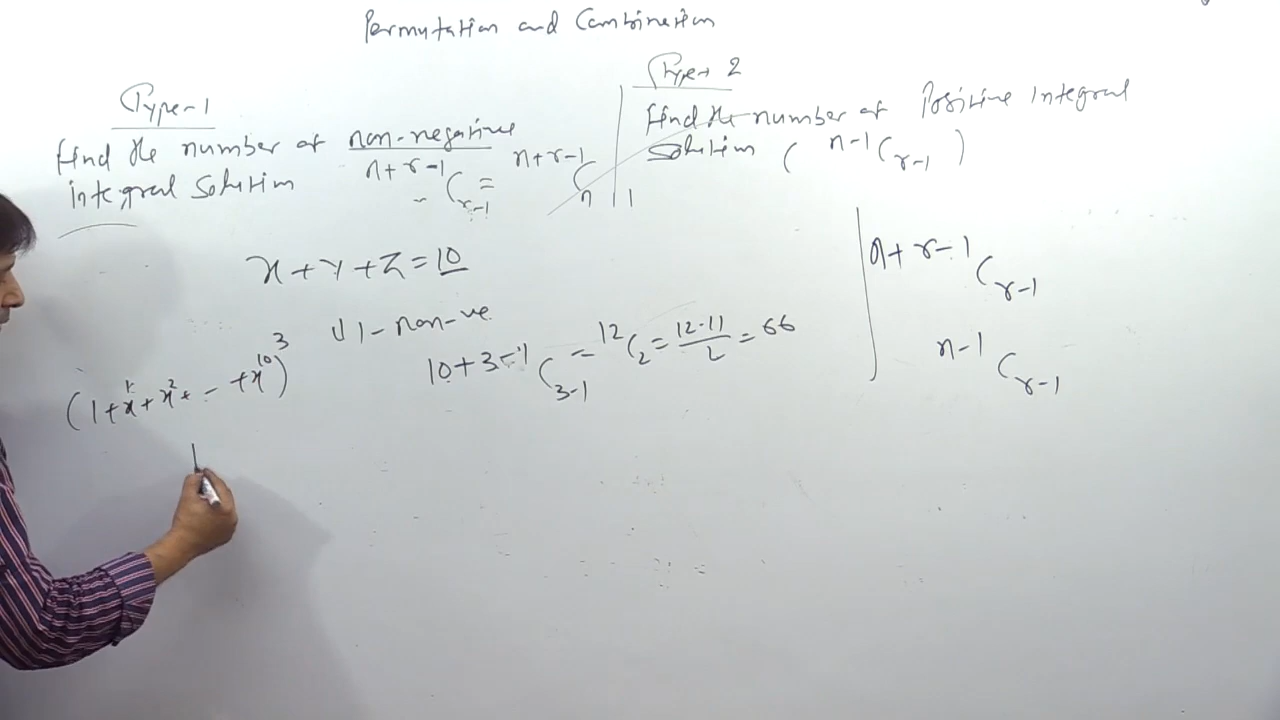 Permutation and Combination
Type-1
Find the number of non-negative
integral solution n+r-1 C r-1 = n+r-1 C n
Type 2
Find the number of Positive Integral
Solution ( n-1 C r-1 )
x+y+z=10
(1) - non-ve
10+3-1 C 3-1 = 12 C 2 = 12·11/2 = 66
(1+x+x²+ - +x¹⁰)³
n+r-1 C r-1
n-1 C r-1